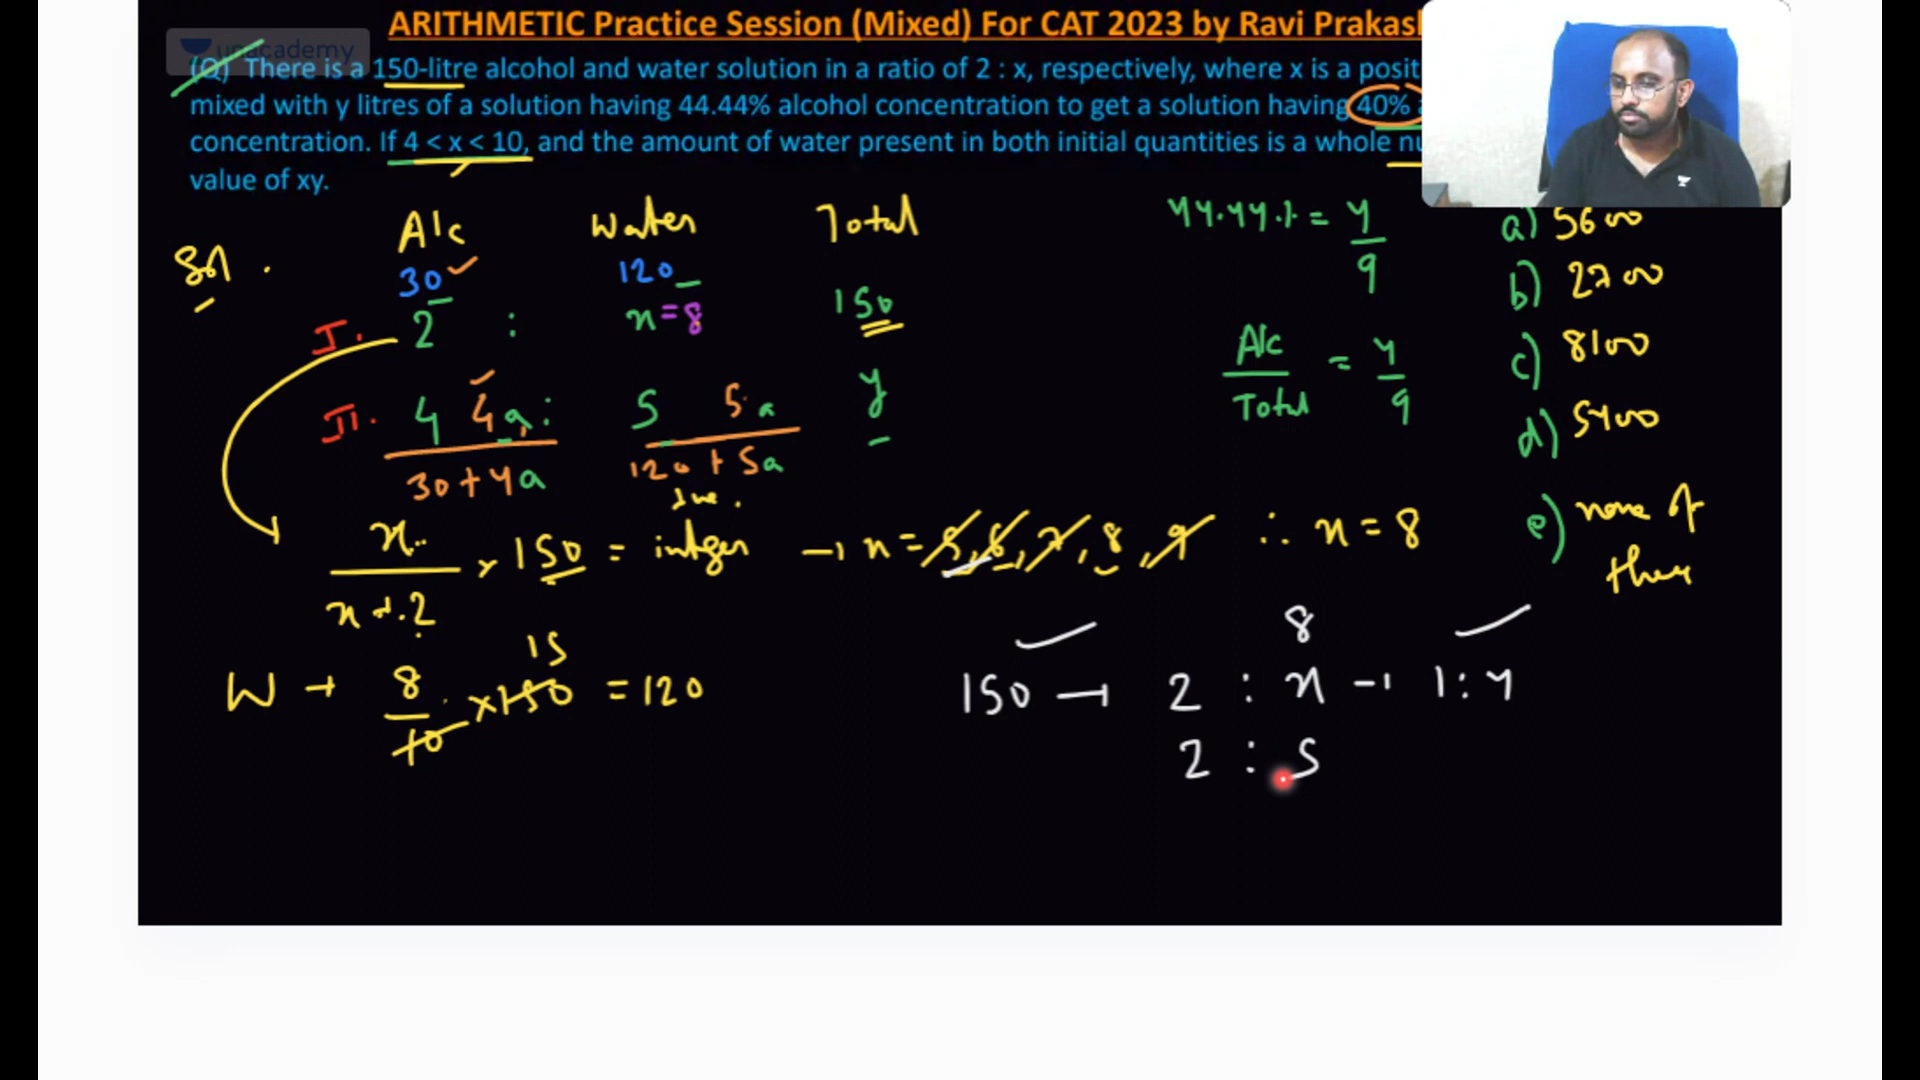 ARITHMETIC Practice Session (Mixed) For CAT 2023 by Ravi Prakash
unacademy
(Q) There is a 150-litre alcohol and water solution in a ratio of 2 : x, respectively, where x is a posit
mixed with y litres of a solution having 44.44% alcohol concentration to get a solution having 40% a
concentration. If 4 < x < 10, and the amount of water present in both initial quantities is a whole nu
value of xy.
Sol.
Alc Water Total
30 120
I. 2 : x=8 150
II. 4 4a : 5 5a y
30+4a 120+5a
Int.
44.44% = 4/9
Alc/Total = 4/9
a) 5600
b) 2700
c) 8100
d) 5400
e) none of these
x/(x+2) × 150 = integer → x = 5, 6, 7, 8, 9 ∴ x = 8
W → 8/10 × 150 = 120
15
8
150 → 2 : x → 1 : 4
2 : 5